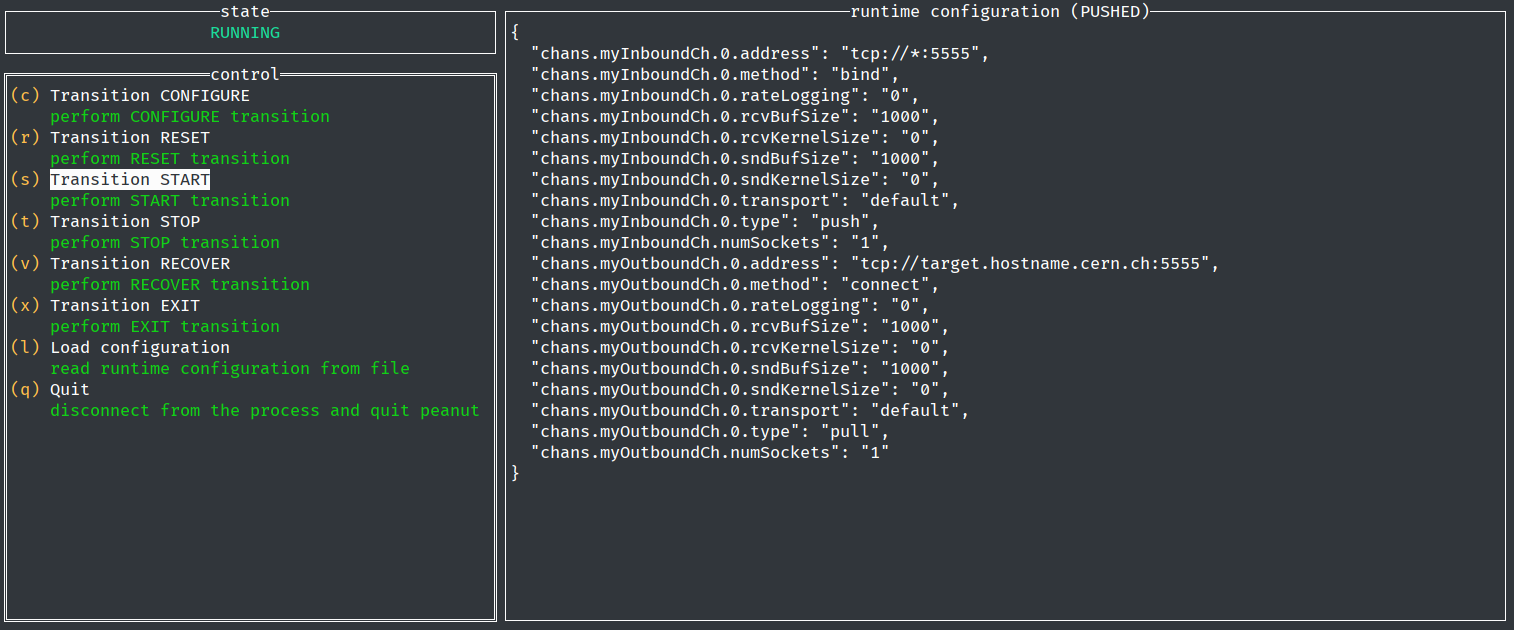 state
RUNNING
control
(c) Transition CONFIGURE
perform CONFIGURE transition
(r) Transition RESET
perform RESET transition
(s) Transition START
perform START transition
(t) Transition STOP
perform STOP transition
(v) Transition RECOVER
perform RECOVER transition
(x) Transition EXIT
perform EXIT transition
(l) Load configuration
read runtime configuration from file
(q) Quit
disconnect from the process and quit peanut
runtime configuration (PUSHED)
{
"chans.myInboundCh.0.address": "tcp://*:5555",
"chans.myInboundCh.0.method": "bind",
"chans.myInboundCh.0.rateLogging": "0",
"chans.myInboundCh.0.rcvBufSize": "1000",
"chans.myInboundCh.0.rcvKernelSize": "0",
"chans.myInboundCh.0.sndBufSize": "1000",
"chans.myInboundCh.0.sndKernelSize": "0",
"chans.myInboundCh.0.transport": "default",
"chans.myInboundCh.0.type": "push",
"chans.myInboundCh.numSockets": "1",
"chans.myOutboundCh.0.address": "tcp://target.hostname.cern.ch:5555",
"chans.myOutboundCh.0.method": "connect",
"chans.myOutboundCh.0.rateLogging": "0",
"chans.myOutboundCh.0.rcvBufSize": "1000",
"chans.myOutboundCh.0.rcvKernelSize": "0",
"chans.myOutboundCh.0.sndBufSize": "1000",
"chans.myOutboundCh.0.sndKernelSize": "0",
"chans.myOutboundCh.0.transport": "default",
"chans.myOutboundCh.0.type": "pull",
"chans.myOutboundCh.numSockets": "1"
}